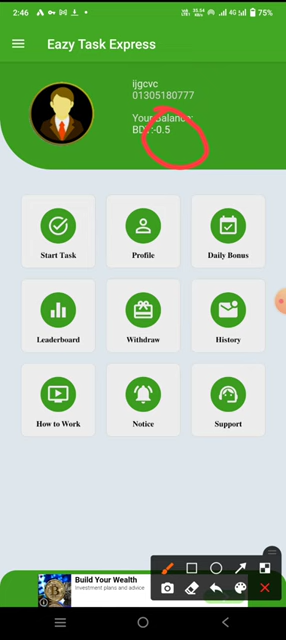 2:46
4G 75%
Eazy Task Express
ijgcvc
01305180777
Your Balance:
-0.5
Start Task
Profile
Daily Bonus
Leaderboard
Withdraw
History
How to Work
Notice
Support
Build Your Wealth
Investment plans and advice